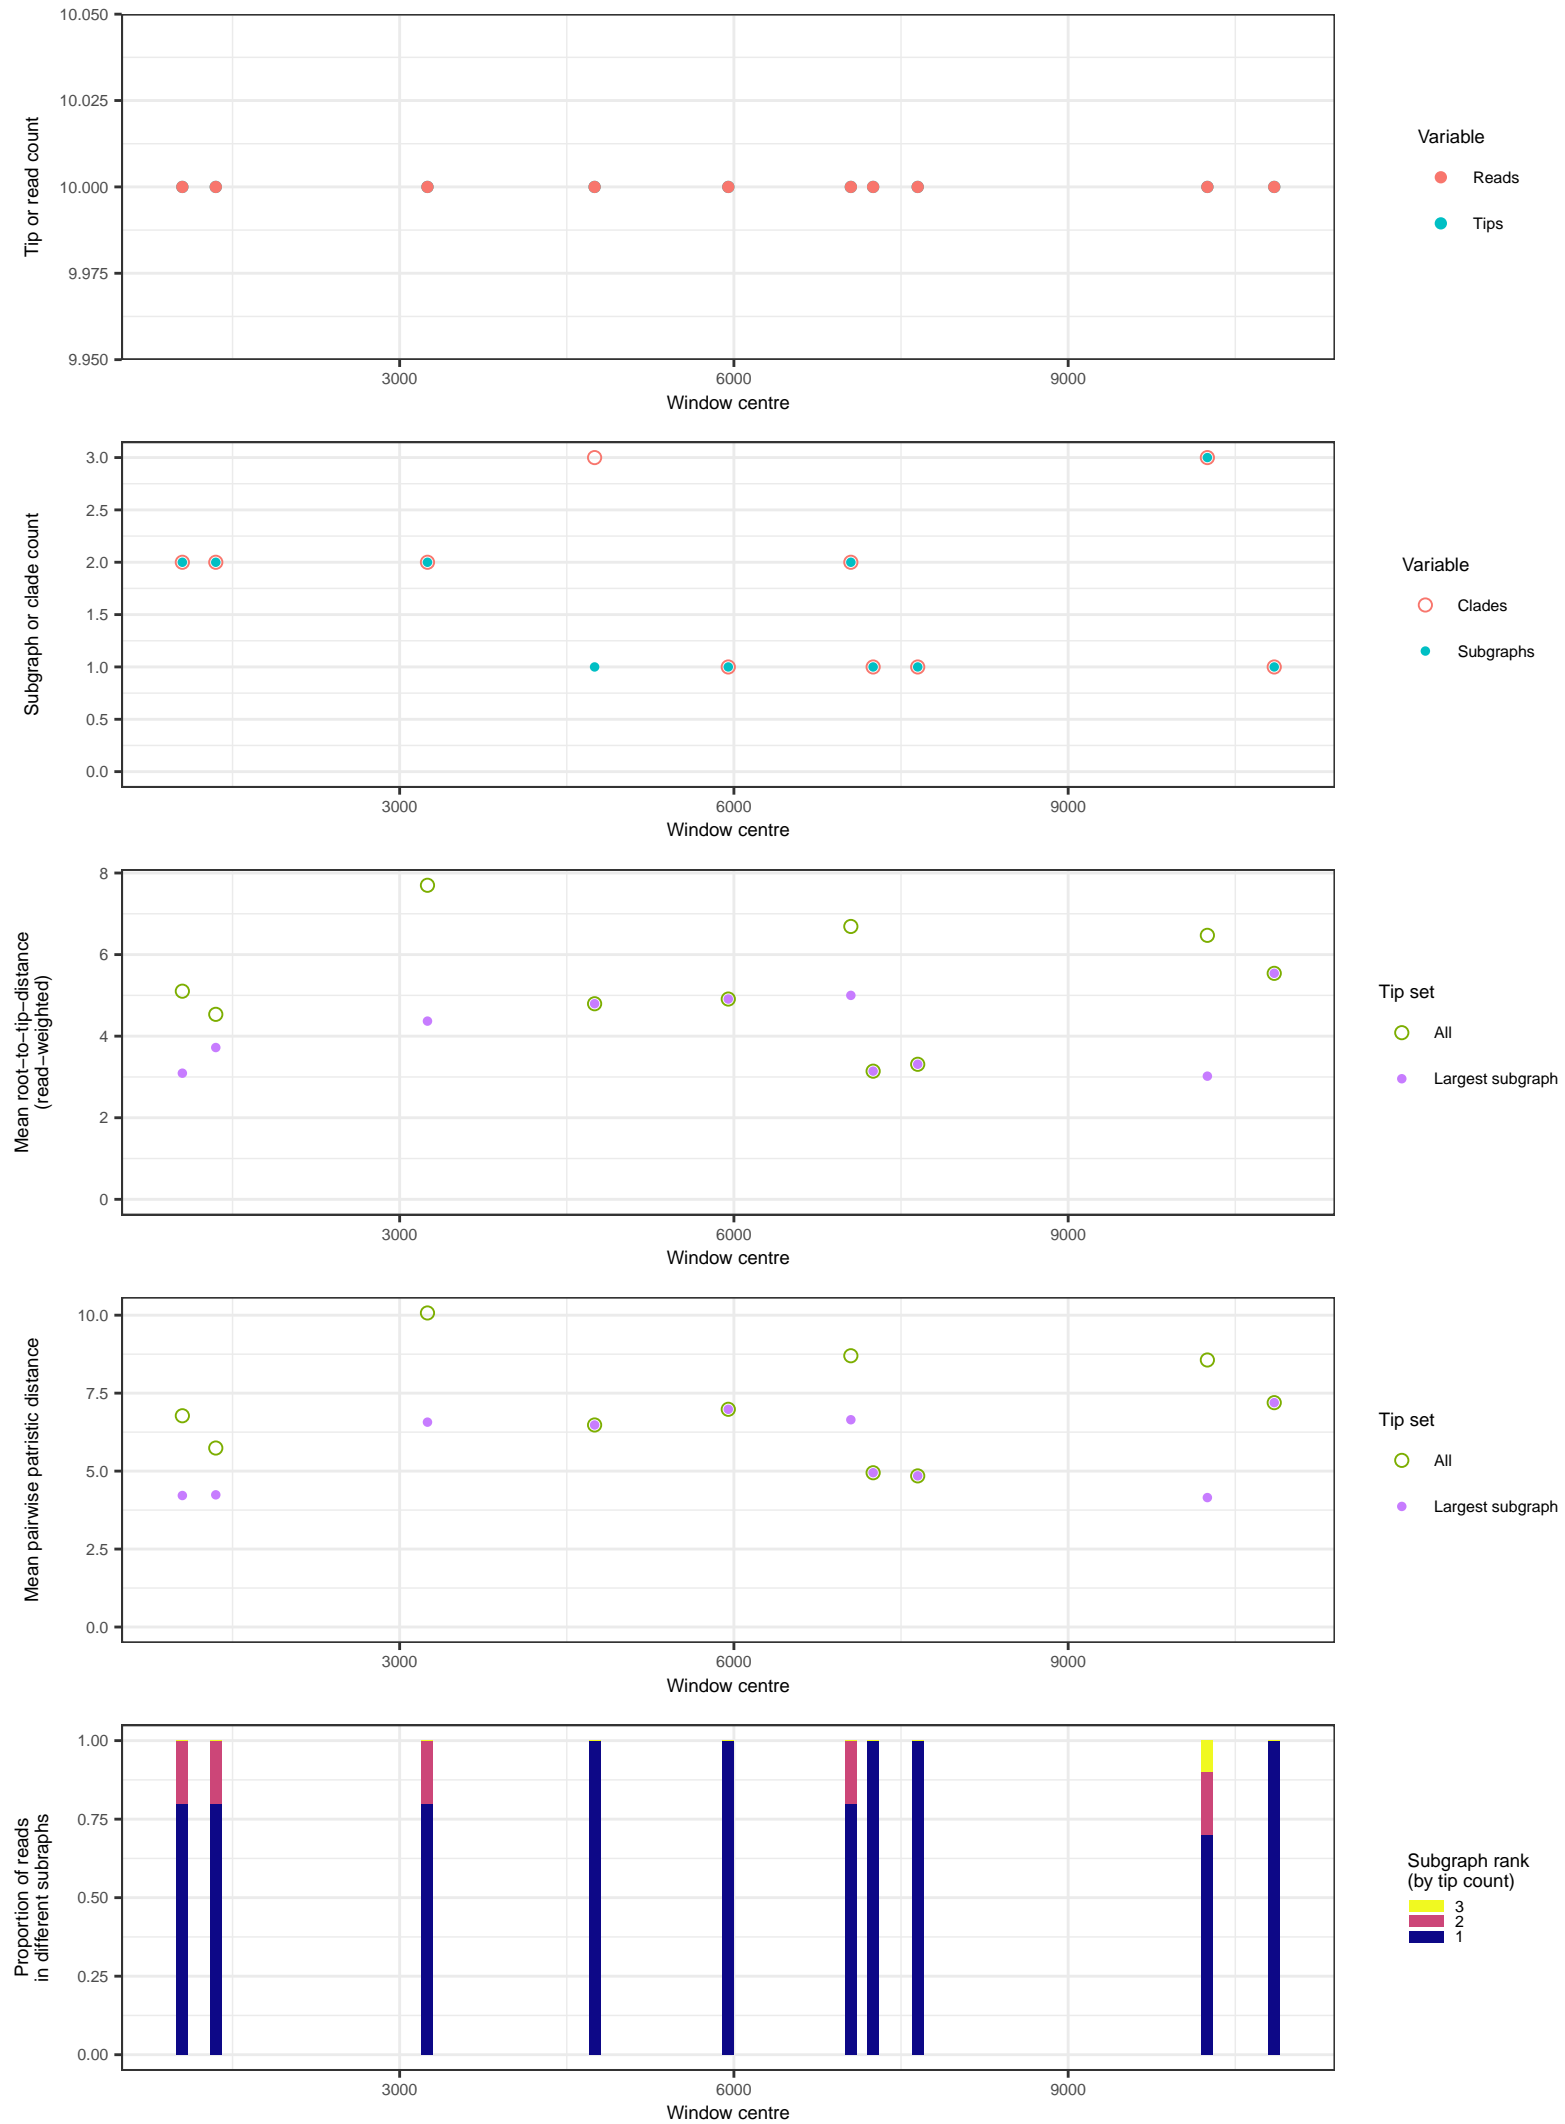 10.050
10.025
10.000
9.975
9.950
Tip or read count
3000 6000 9000
Window centre
Variable
Reads
Tips
3.0
2.5
2.0
1.5
1.0
0.5
0.0
Subgraph or clade count
3000 6000 9000
Window centre
Variable
Clades
Subgraphs
8
6
4
2
0
Mean root−to−tip−distance
(read−weighted)
3000 6000 9000
Window centre
Tip set
All
Largest subgraph
10.0
7.5
5.0
2.5
0.0
Mean pairwise patristic distance
3000 6000 9000
Window centre
Tip set
All
Largest subgraph
1.00
0.75
0.50
0.25
0.00
Proportion of reads
in different subraphs
3000 6000 9000
Window centre
Subgraph rank
(by tip count)
3
2
1